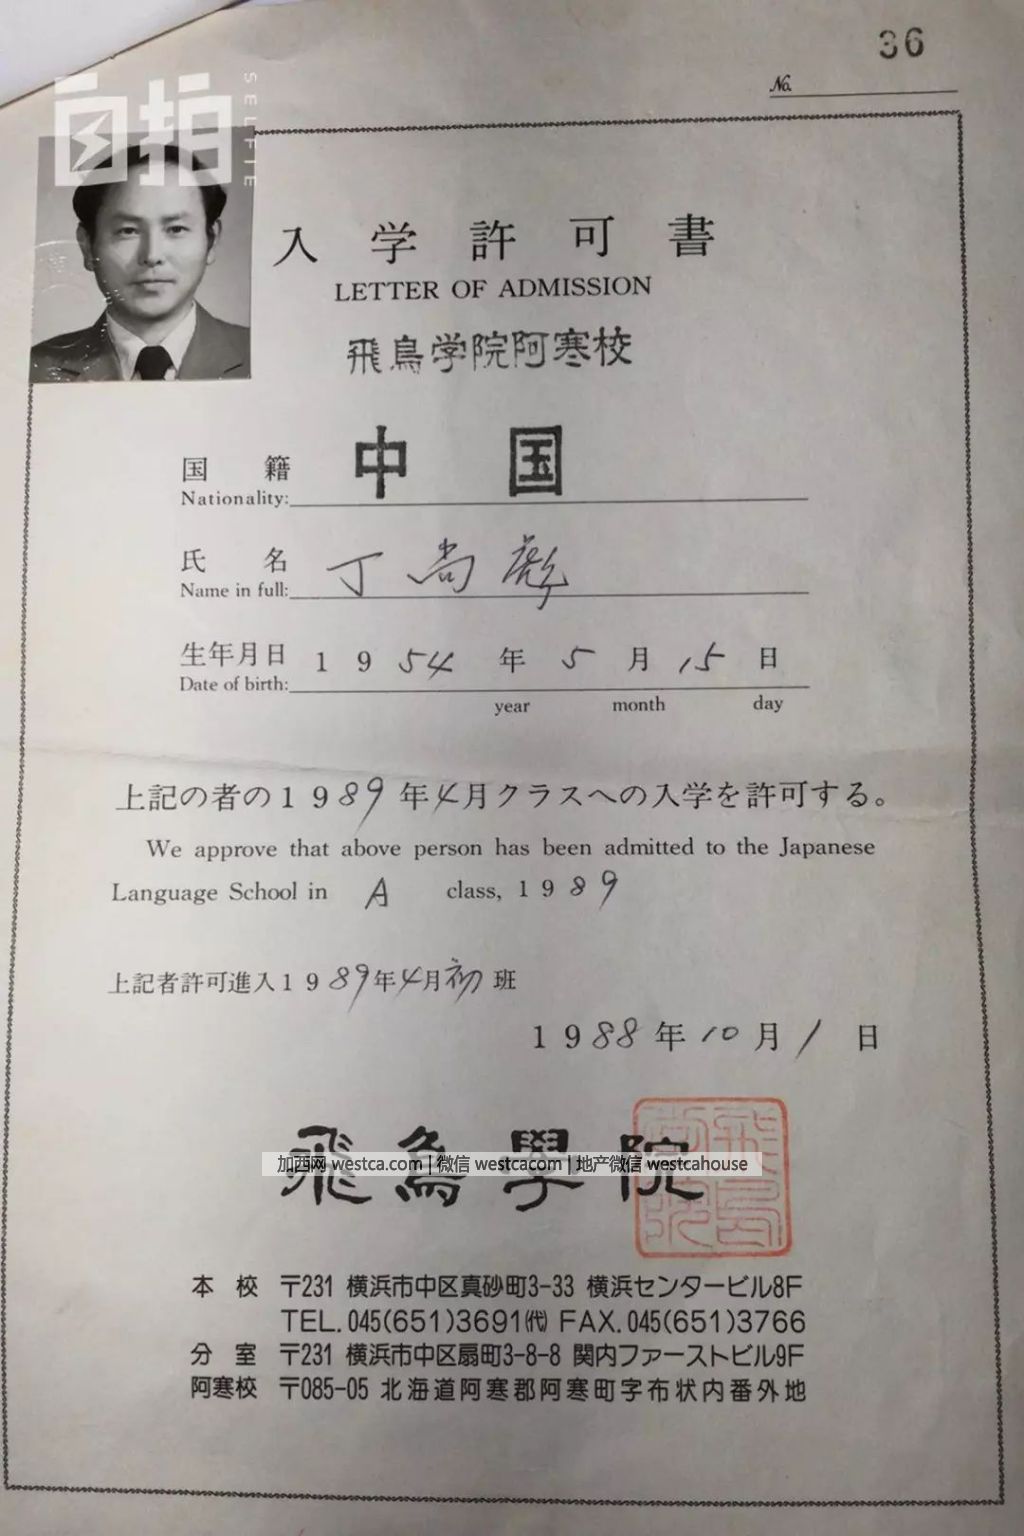 36
No.
自拍
SELFIE
入学許可書
LETTER OF ADMISSION
飛鳥学院阿寒校
国籍 中国
Nationality:
氏名 丁尚彪
Name in full:
生年月日 1954年5月15日
Date of birth: year month day
上記の者の1989年4月クラスへの入学を許可する。
We approve that above person has been admitted to the Japanese
Language School in A class, 1989
上記者許可進入1989年4月初班
1988年10月1日
飛鳥學院
飛鳥学院
加西网 westca.com | 微信 westcacom | 地产微信 westcahouse
本校 〒231 横浜市中区真砂町3-33 横浜センタービル8F
TEL. 045(651)3691㈹ FAX. 045(651)3766
分室 〒231 横浜市中区扇町3-8-8 関内ファーストビル9F
阿寒校 〒085-05 北海道阿寒郡阿寒町字布伏内番外地